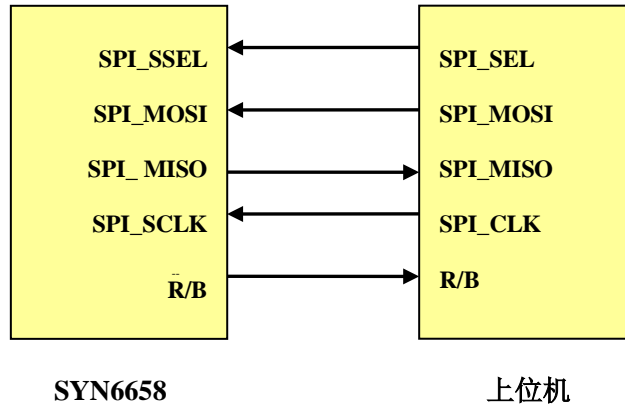 SPI_SSEL
SPI_MOSI
SPI_ MISO
SPI_SCLK
R/B
SPI_SEL
SPI_MOSI
SPI_MISO
SPI_CLK
R/B
SYN6658
上位机